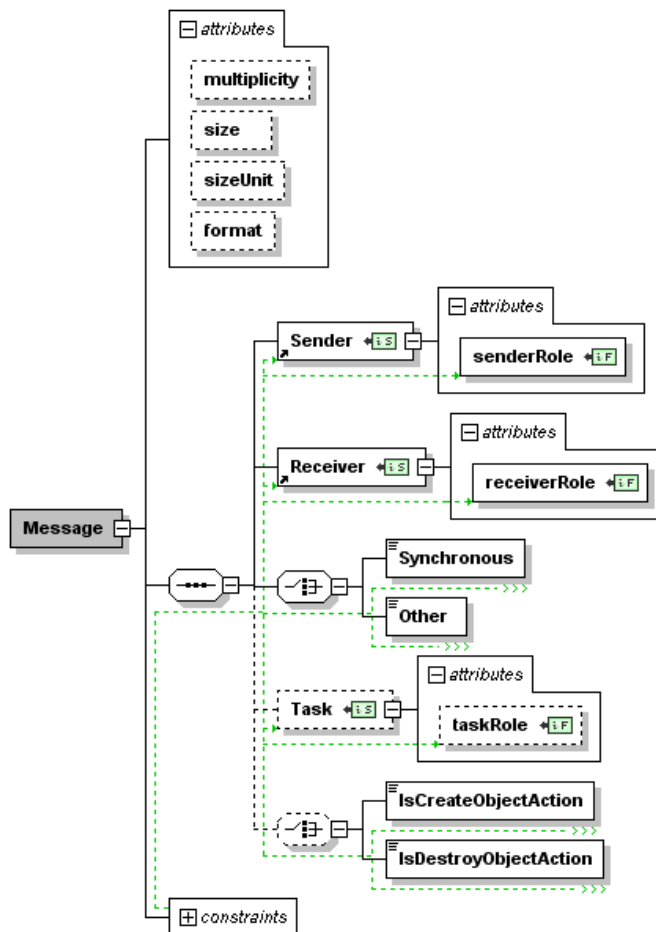 attributes
multiplicity
size
sizeUnit
format
attributes
Sender
i S
senderRole
i F
attributes
Receiver
i S
receiverRole
i F
Message
Synchronous
Other
attributes
Task
i S
taskRole
i F
IsCreateObjectAction
IsDestroyObjectAction
constraints